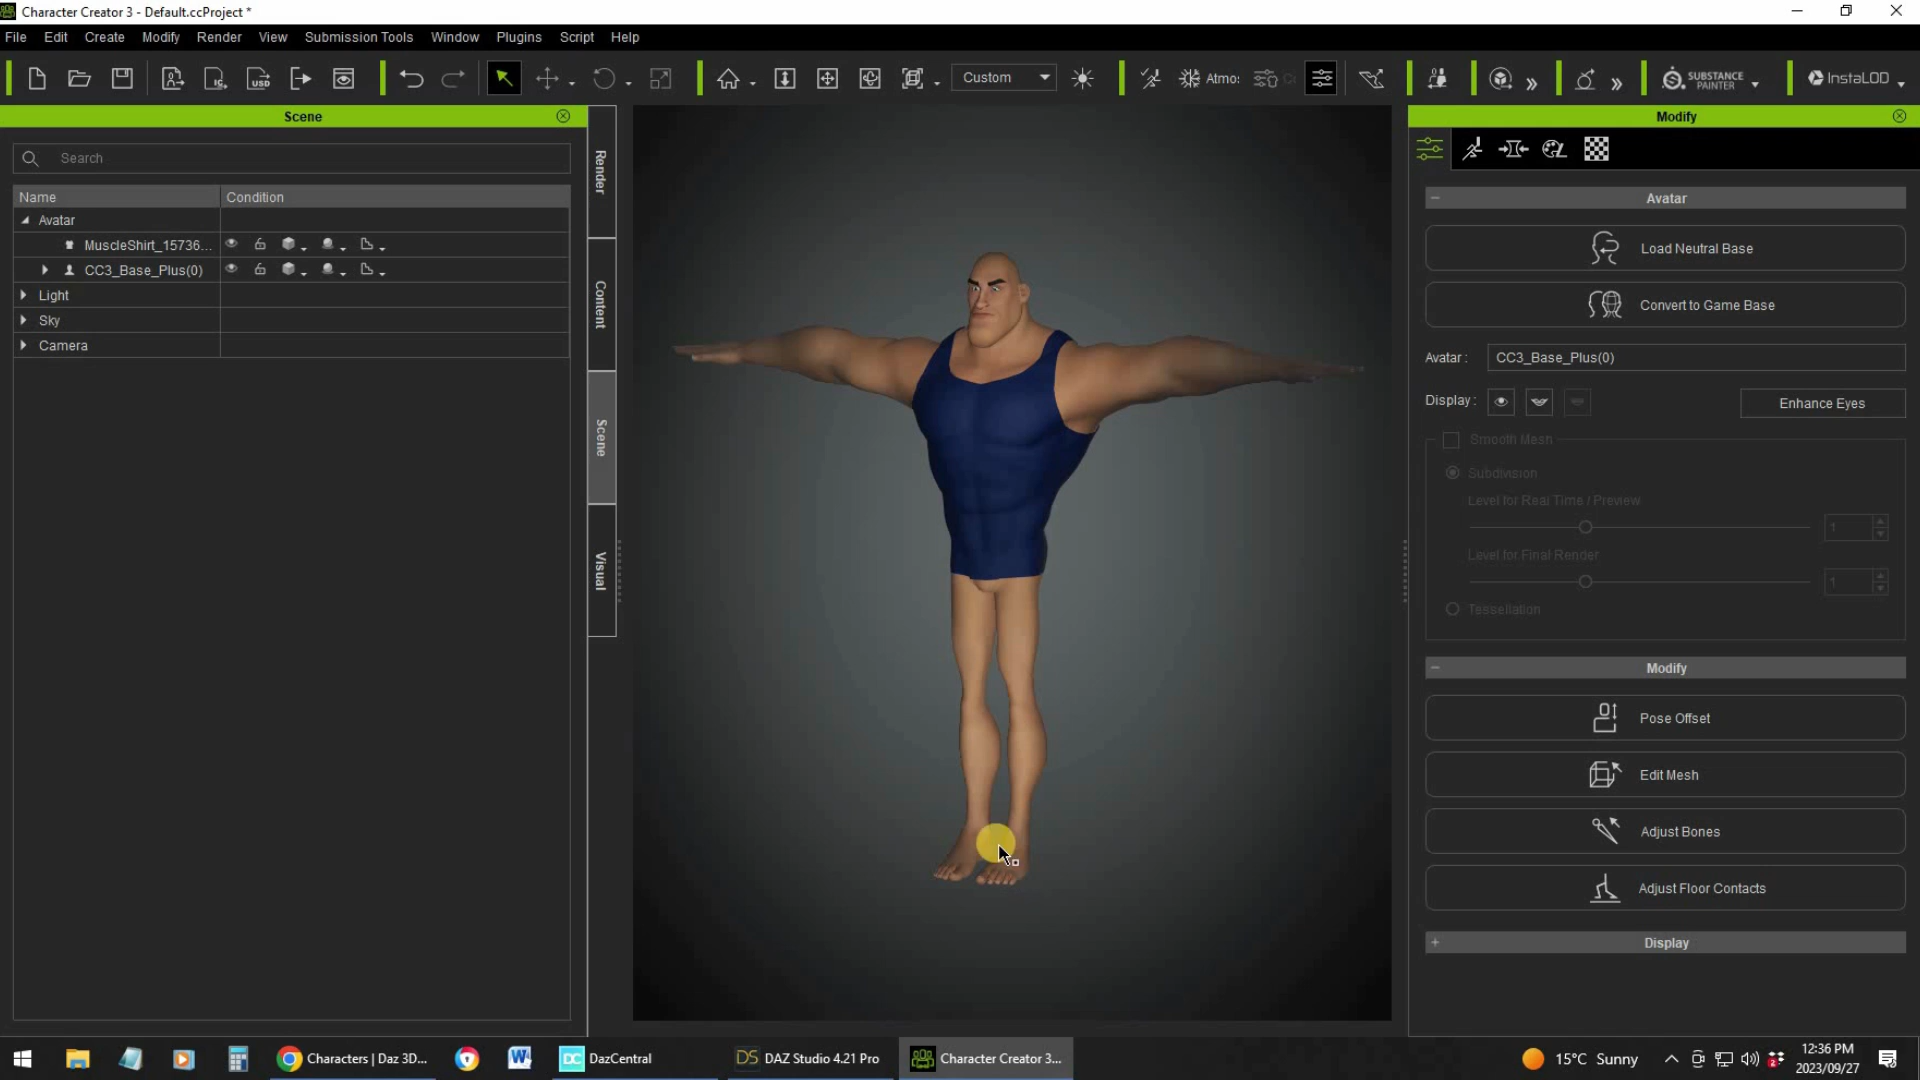 Character Creator 3 - Default.ccProject *
File Edit Create Modify Render View Submission Tools Window Plugins Script Help
Custom
Atmo:
SUBSTANCE PAINTER
InstaLOD
Scene
Search
Name Condition
Avatar
MuscleShirt_15736...
CC3_Base_Plus(0)
Light
Sky
Camera
Render
Content
Scene
Visual
Modify
Avatar
Load Neutral Base
Convert to Game Base
Avatar : CC3_Base_Plus(0)
Display : Enhance Eyes
Smooth Mesh
Subdivision
Level for Real Time / Preview
1
Level for Final Render
1
Tessellation
Modify
Pose Offset
Edit Mesh
Adjust Bones
Adjust Floor Contacts
Display
Characters | Daz 3D...
DC DazCentral
DS DAZ Studio 4.21 Pro
Character Creator 3...
15°C Sunny
12:36 PM
2023/09/27